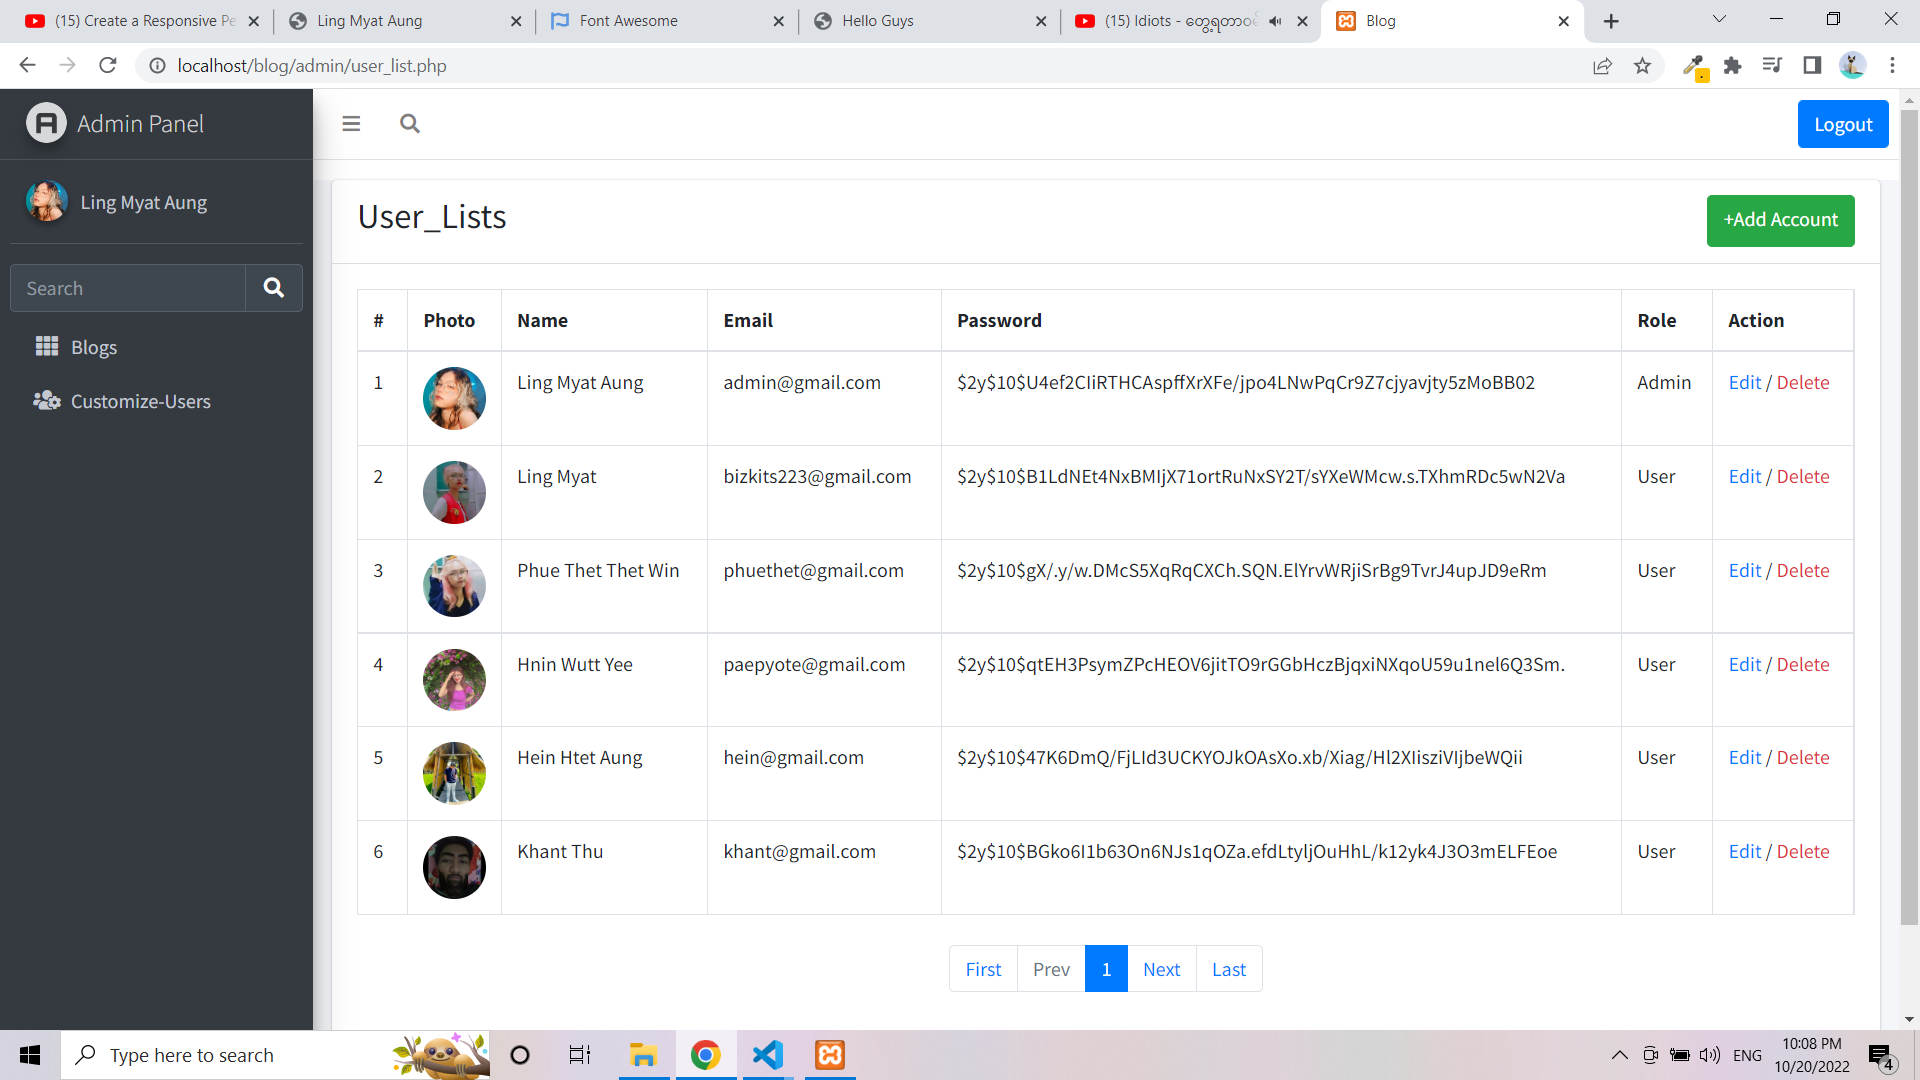 (15) Create a Responsive Pe
Ling Myat Aung
Font Awesome
Hello Guys
(15) Idiots - တွေ့ရတာဝမ်
Blog
localhost/blog/admin/user_list.php
Admin Panel
Logout
Ling Myat Aung
User_Lists
+Add Account
Search
Blogs
Customize-Users
# Photo Name Email Password Role Action
1 Ling Myat Aung admin@gmail.com $2y$10$U4ef2CIiRTHCAspffXrXFe/jpo4LNwPqCr9Z7cjyavjty5zMoBB02 Admin Edit / Delete
2 Ling Myat bizkits223@gmail.com $2y$10$B1LdNEt4NxBMIjX71ortRuNxSY2T/sYXeWMcw.s.TXhmRDc5wN2Va User Edit / Delete
3 Phue Thet Thet Win phuethet@gmail.com $2y$10$gX/.y/w.DMcS5XqRqCXCh.SQN.ElYrvWRjiSrBg9TvrJ4upJD9eRm User Edit / Delete
4 Hnin Wutt Yee paepyote@gmail.com $2y$10$qtEH3PsymZPcHEOV6jitTO9rGGbHczBjqxiNXqoU59u1nel6Q3Sm. User Edit / Delete
5 Hein Htet Aung hein@gmail.com $2y$10$47K6DmQ/FjLId3UCKYOJkOAsXo.xb/Xiag/Hl2XIisziVIjbeWQii User Edit / Delete
6 Khant Thu khant@gmail.com $2y$10$BGko6I1b63On6NJs1qOZa.efdLtyljOuHhL/k12yk4J3O3mELFEoe User Edit / Delete
First Prev 1 Next Last
Type here to search
ENG
10:08 PM
10/20/2022
4